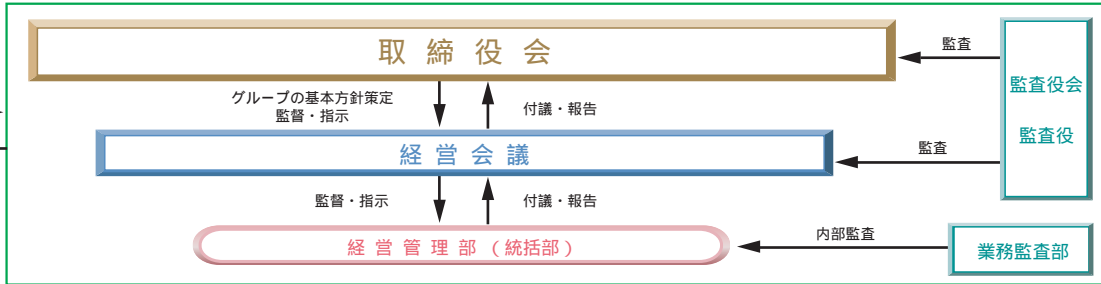 取締役会
監査
監査役会
監査役
グループの基本方針策定
監督・指示
付議・報告
経営会議
監査
監督・指示
付議・報告
経営管理部(統括部)
内部監査
業務監査部